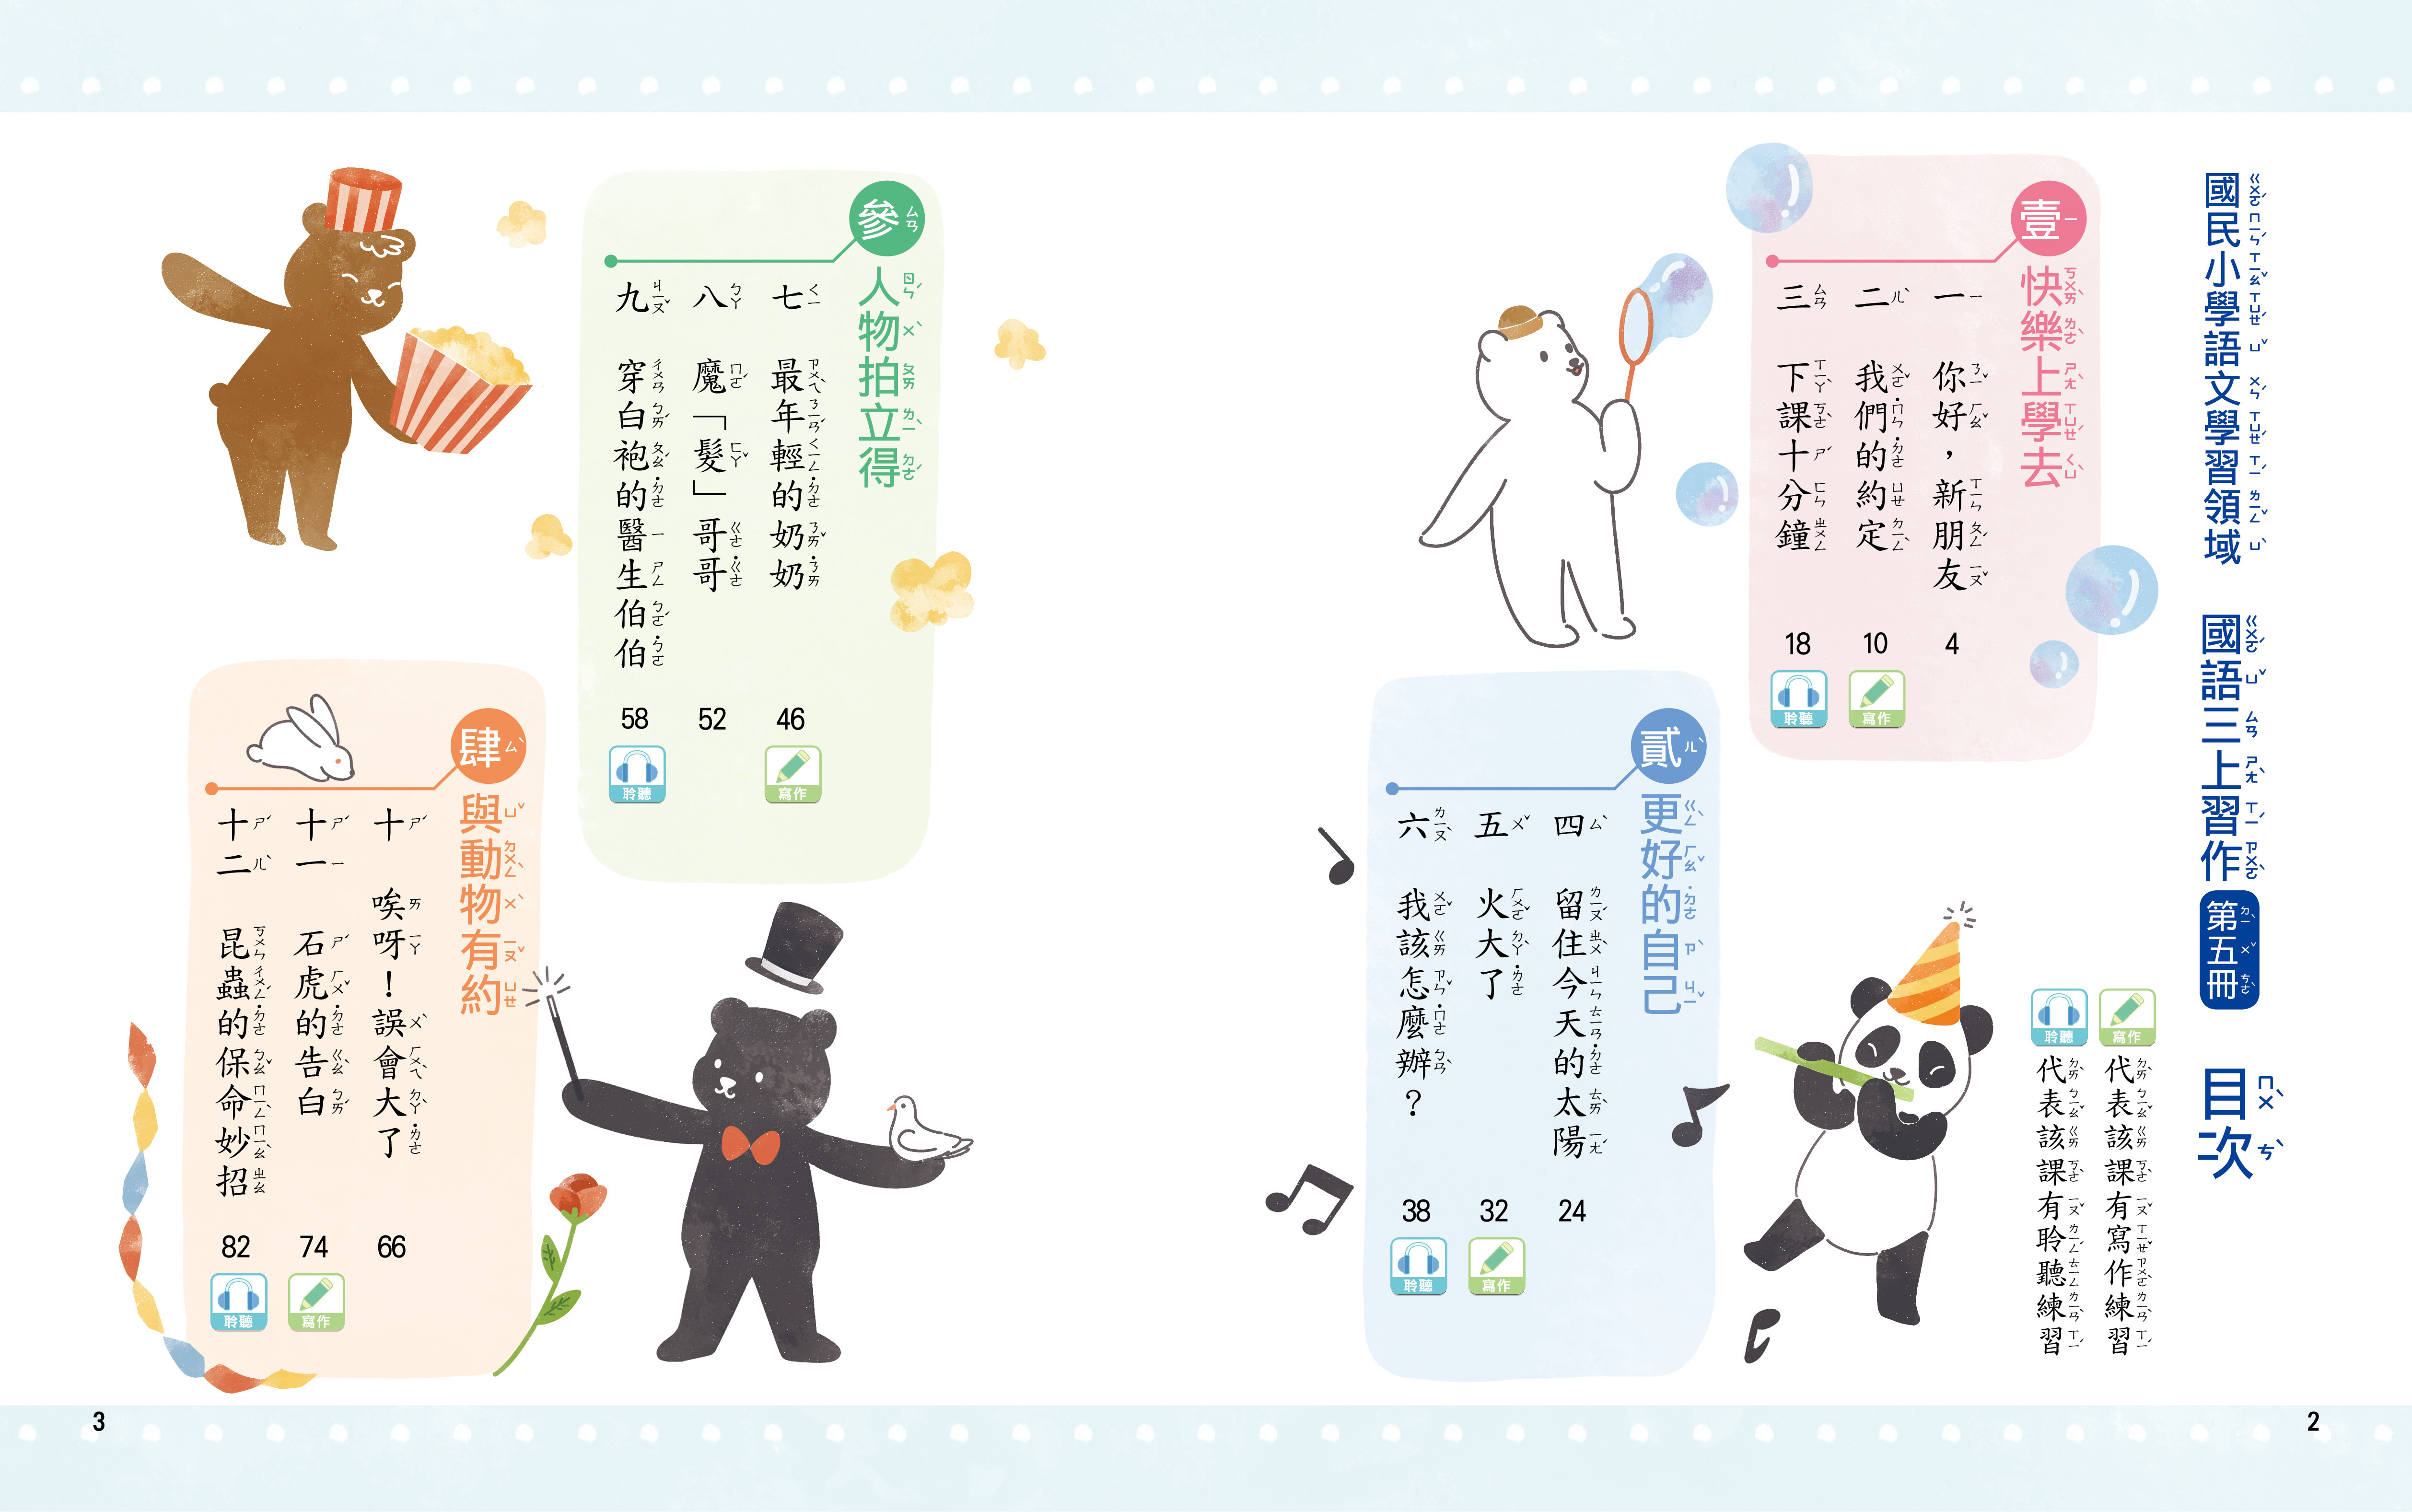 國民小學語文學習領域
國語三上習作 第五冊
目次
寫作 代表該課有寫作練習
聆聽 代表該課有聆聽練習
壹 快樂上學去
一 你好，新朋友 4
二 我們的約定 10 寫作
三 下課十分鐘 18 聆聽
貳 更好的自己
四 留住今天的太陽 24
五 火大了 32 寫作
六 我該怎麼辦？ 38 聆聽
2
參 人物拍立得
七 最年輕的奶奶 46 寫作
八 魔「髮」哥哥 52
九 穿白袍的醫生伯伯 58 聆聽
肆 與動物有約
十 唉呀！誤會大了 66
十一 石虎的告白 74 寫作
十二 昆蟲的保命妙招 82 聆聽
3